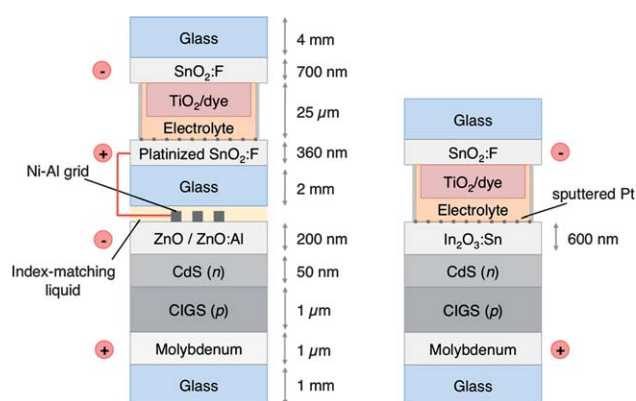 Glass
4 mm
-
SnO₂:F
700 nm
TiO₂/dye
25 µm
Electrolyte
+
Platinized SnO₂:F
360 nm
Ni-Al grid
Glass
2 mm
-
ZnO / ZnO:Al
200 nm
Index-matching
liquid
CdS (n)
50 nm
CIGS (p)
1 µm
+
Molybdenum
1 µm
Glass
1 mm
Glass
SnO₂:F
-
TiO₂/dye
Electrolyte
sputtered Pt
In₂O₃:Sn
600 nm
CdS (n)
CIGS (p)
Molybdenum
+
Glass